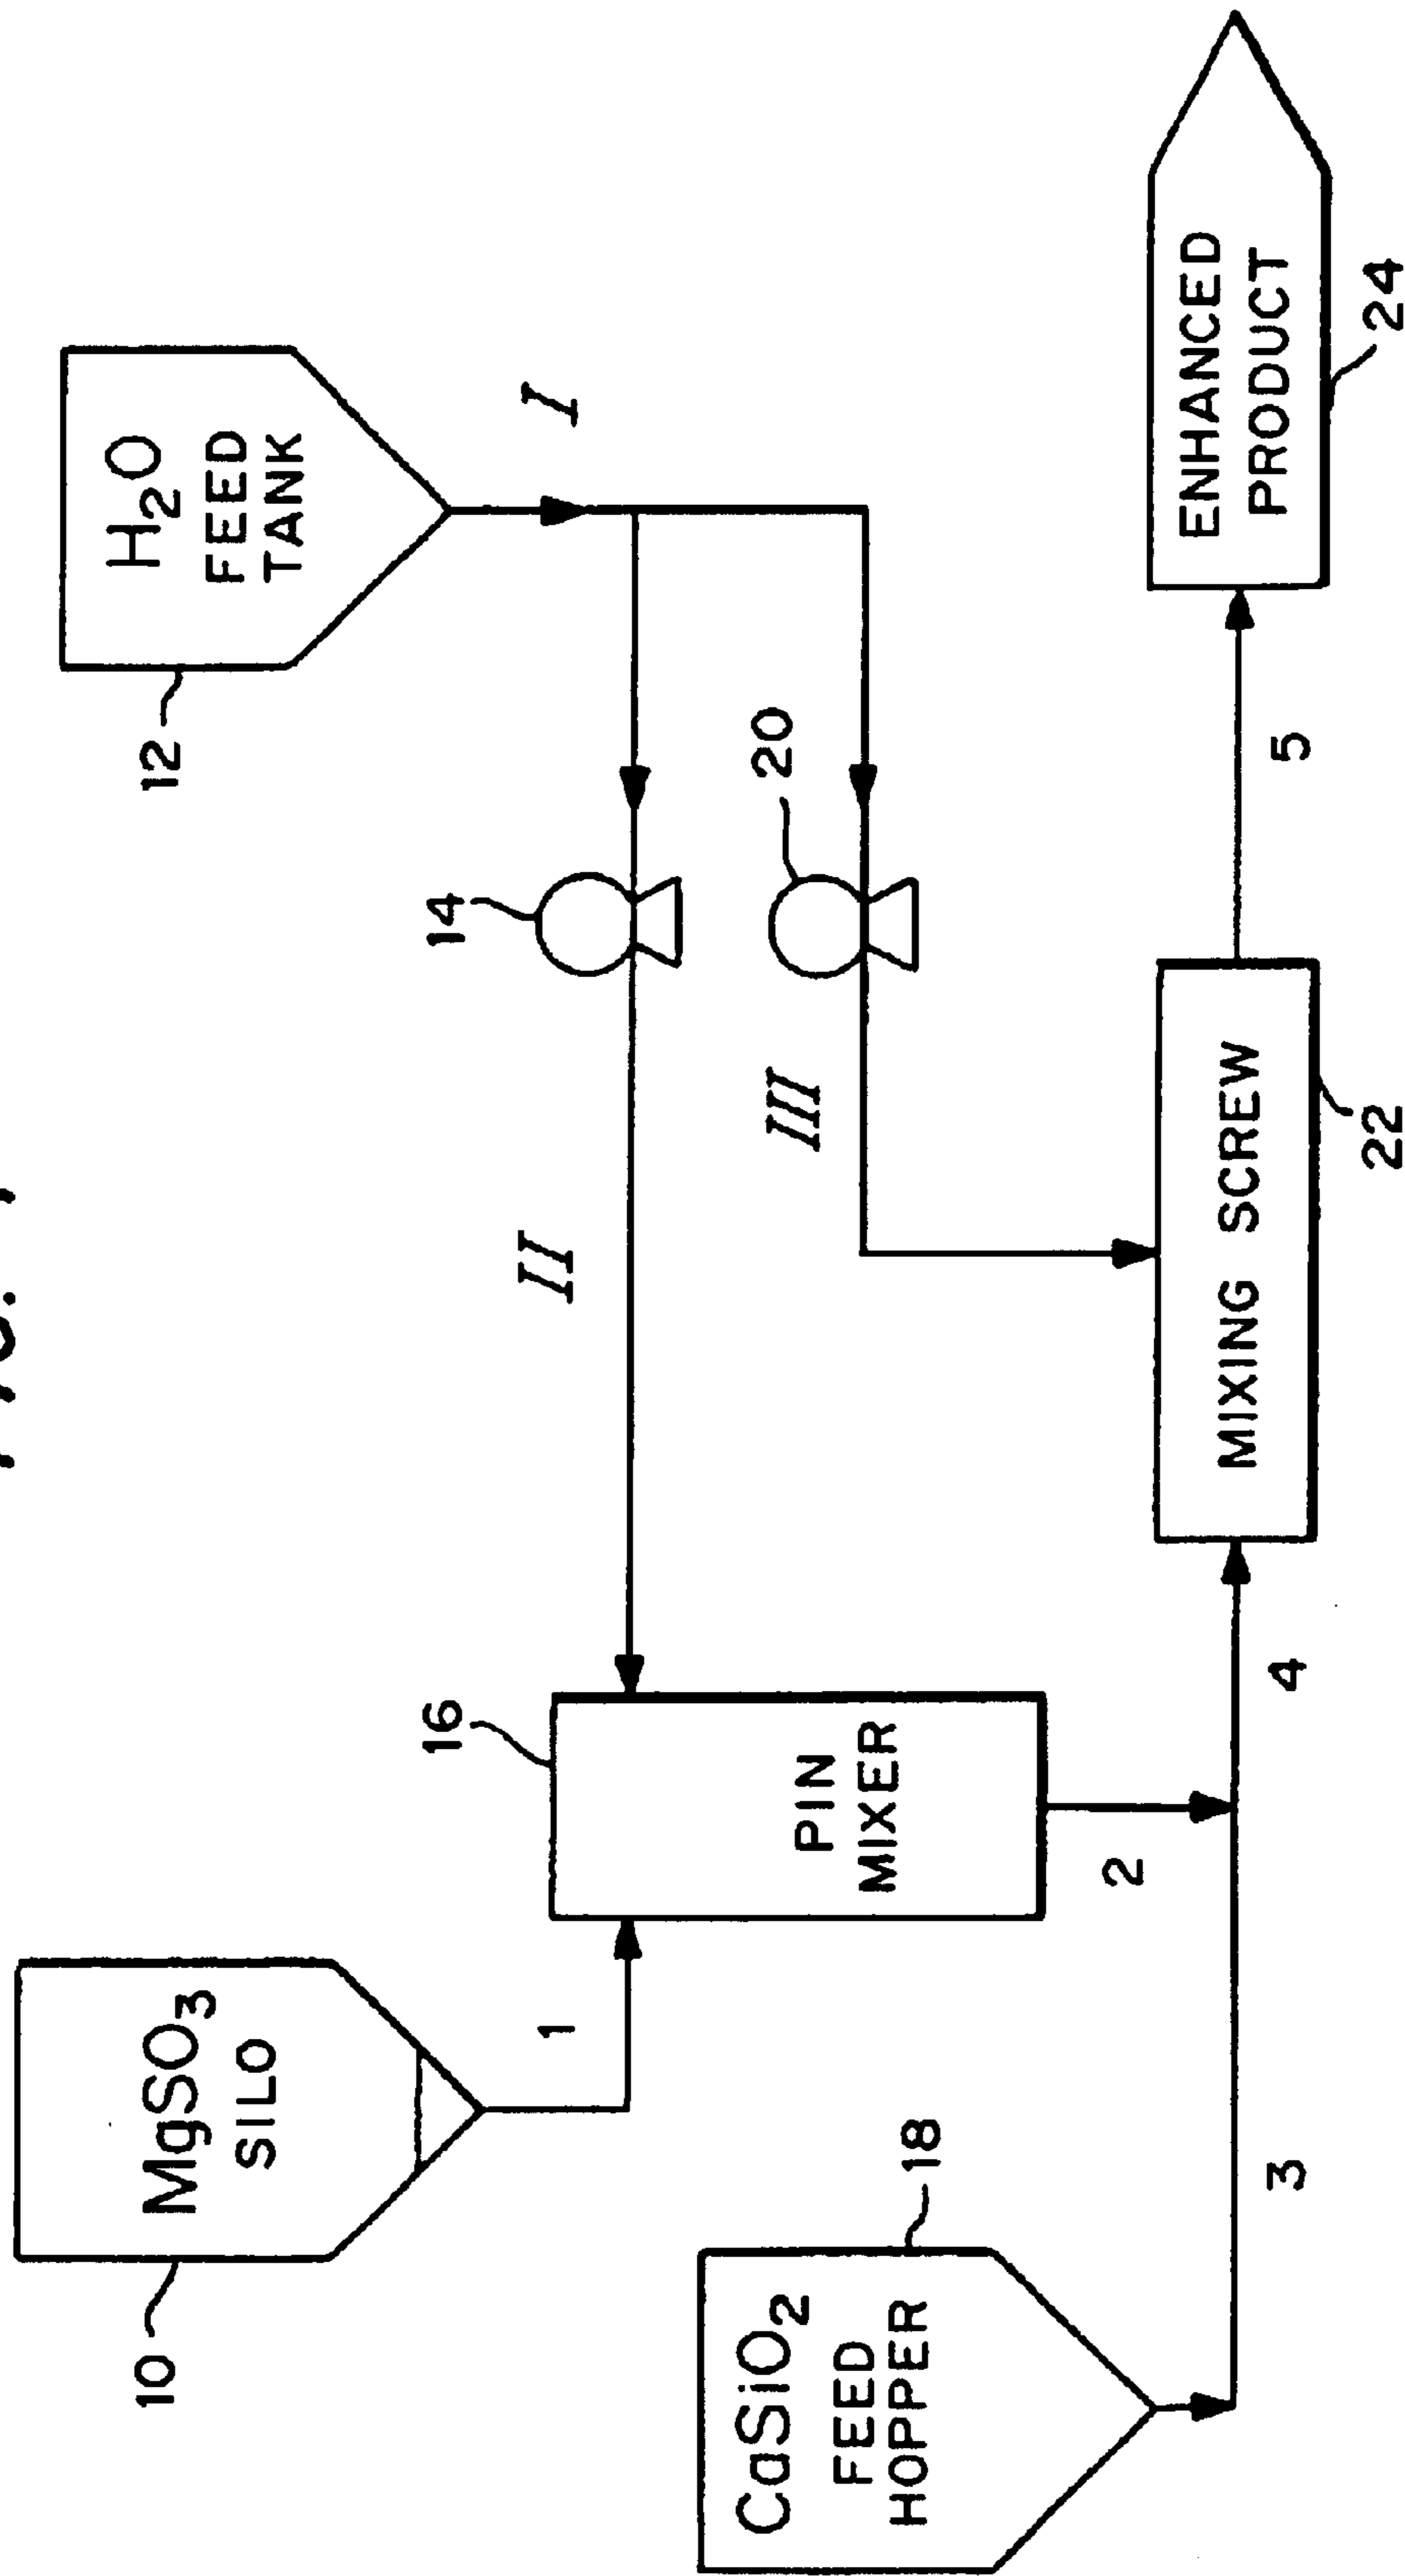 MgSO3
SILO
10
1
H2O
FEED
TANK
12
I
14
II
16
PIN
MIXER
2
20
III
CaSiO2
FEED
HOPPER
18
3
4
MIXING SCREW
22
5
ENHANCED
PRODUCT
24